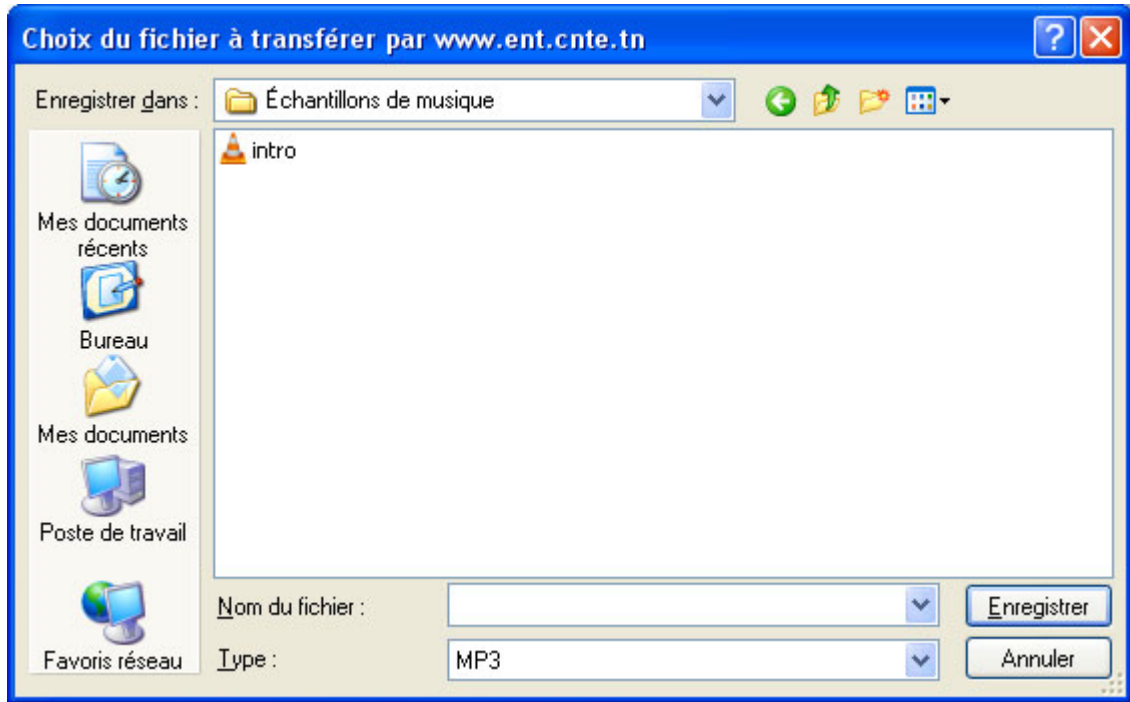 Choix du fichier à transférer par www.ent.cnte.tn
Enregistrer dans :
Échantillons de musique
intro
Mes documents
récents
Bureau
Mes documents
Poste de travail
Favoris réseau
Nom du fichier :
Enregistrer
Type :
MP3
Annuler